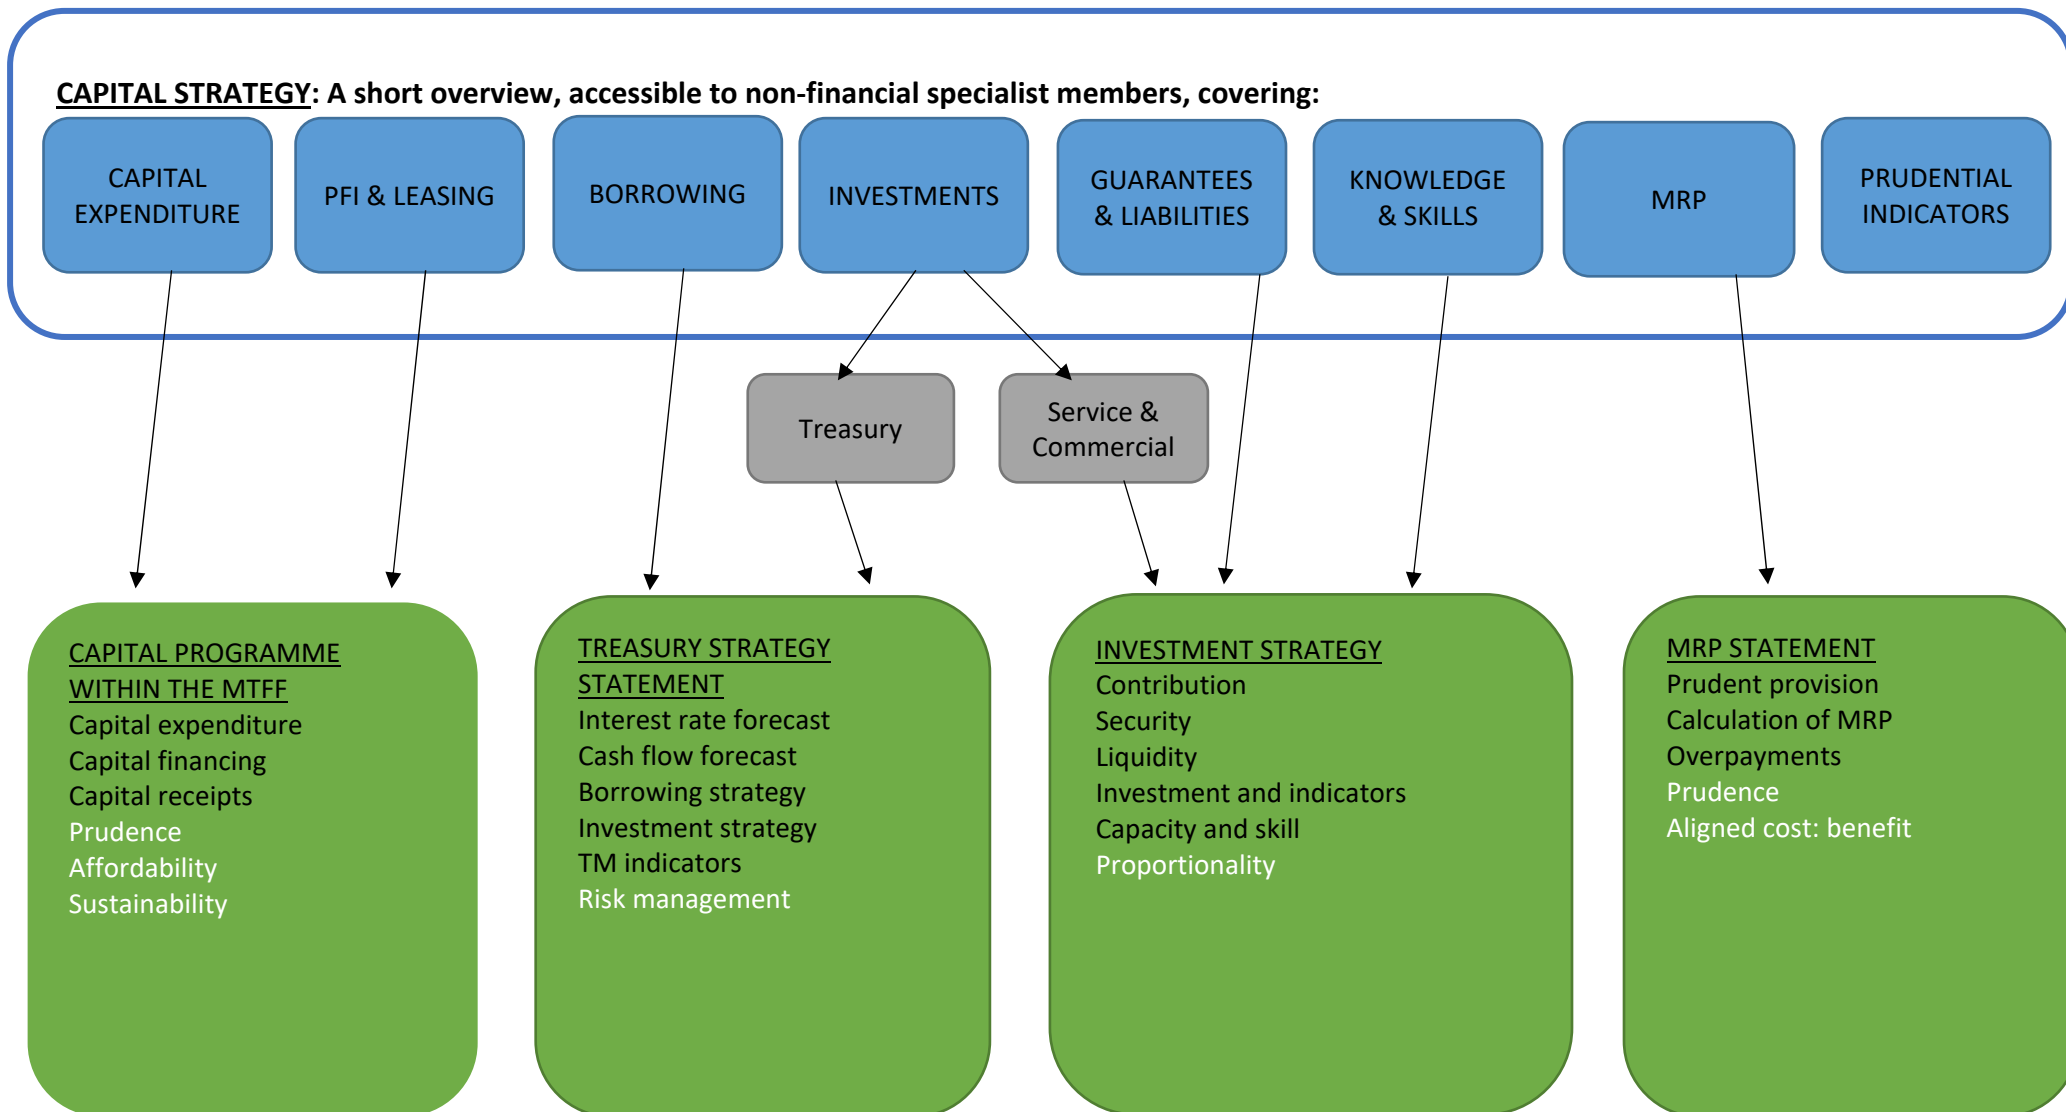 CAPITAL STRATEGY: A short overview, accessible to non-financial specialist members, covering:
CAPITAL
EXPENDITURE
PFI & LEASING
BORROWING
INVESTMENTS
GUARANTEES
& LIABILITIES
KNOWLEDGE
& SKILLS
MRP
PRUDENTIAL
INDICATORS
Treasury
Service &
Commercial
CAPITAL PROGRAMME
WITHIN THE MTFF
Capital expenditure
Capital financing
Capital receipts
Prudence
Affordability
Sustainability
TREASURY STRATEGY
STATEMENT
Interest rate forecast
Cash flow forecast
Borrowing strategy
Investment strategy
TM indicators
Risk management
INVESTMENT STRATEGY
Contribution
Security
Liquidity
Investment and indicators
Capacity and skill
Proportionality
MRP STATEMENT
Prudent provision
Calculation of MRP
Overpayments
Prudence
Aligned cost: benefit